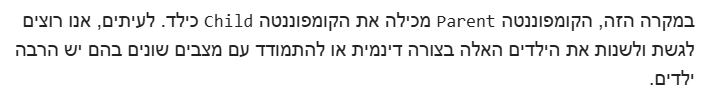 במקרה הזה, הקומפוננטה Parent מכילה את הקומפוננטה Child כילד. לעיתים, אנו רוצים
לגשת ולשנות את הילדים האלה בצורה דינמית או להתמודד עם מצבים שונים בהם יש הרבה
ילדים.